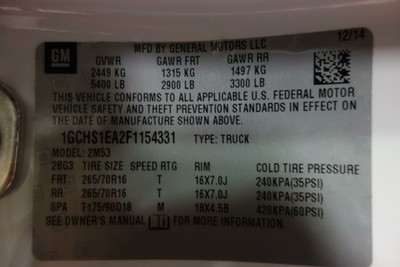 GM
MFD BY GENERAL MOTORS LLC 12/14
GVWR GAWR FRT GAWR RR
2449 KG 1315 KG 1497 KG
5400 LB 2900 LB 3300 LB
THIS VEHICLE CONFORMS TO ALL APPLICABLE U.S. FEDERAL MOTOR
VEHICLE SAFETY AND THEFT PREVENTION STANDARDS IN EFFECT ON
THE DATE OF MANUFACTURE SHOWN ABOVE.
1GCHS1EA2F1154331 TYPE: TRUCK
MODEL: 2M53
2BG3 TIRE SIZE SPEED RTG RIM COLD TIRE PRESSURE
FRT 265/70R16 T 16X7.0J 240KPA(35PSI)
RR 265/70R16 T 16X7.0J 240KPA(35PSI)
SPA T175/90D18 M 18X4.5B 420KPA(60PSI)
SEE OWNER'S MANUAL FOR MORE INFORMATION